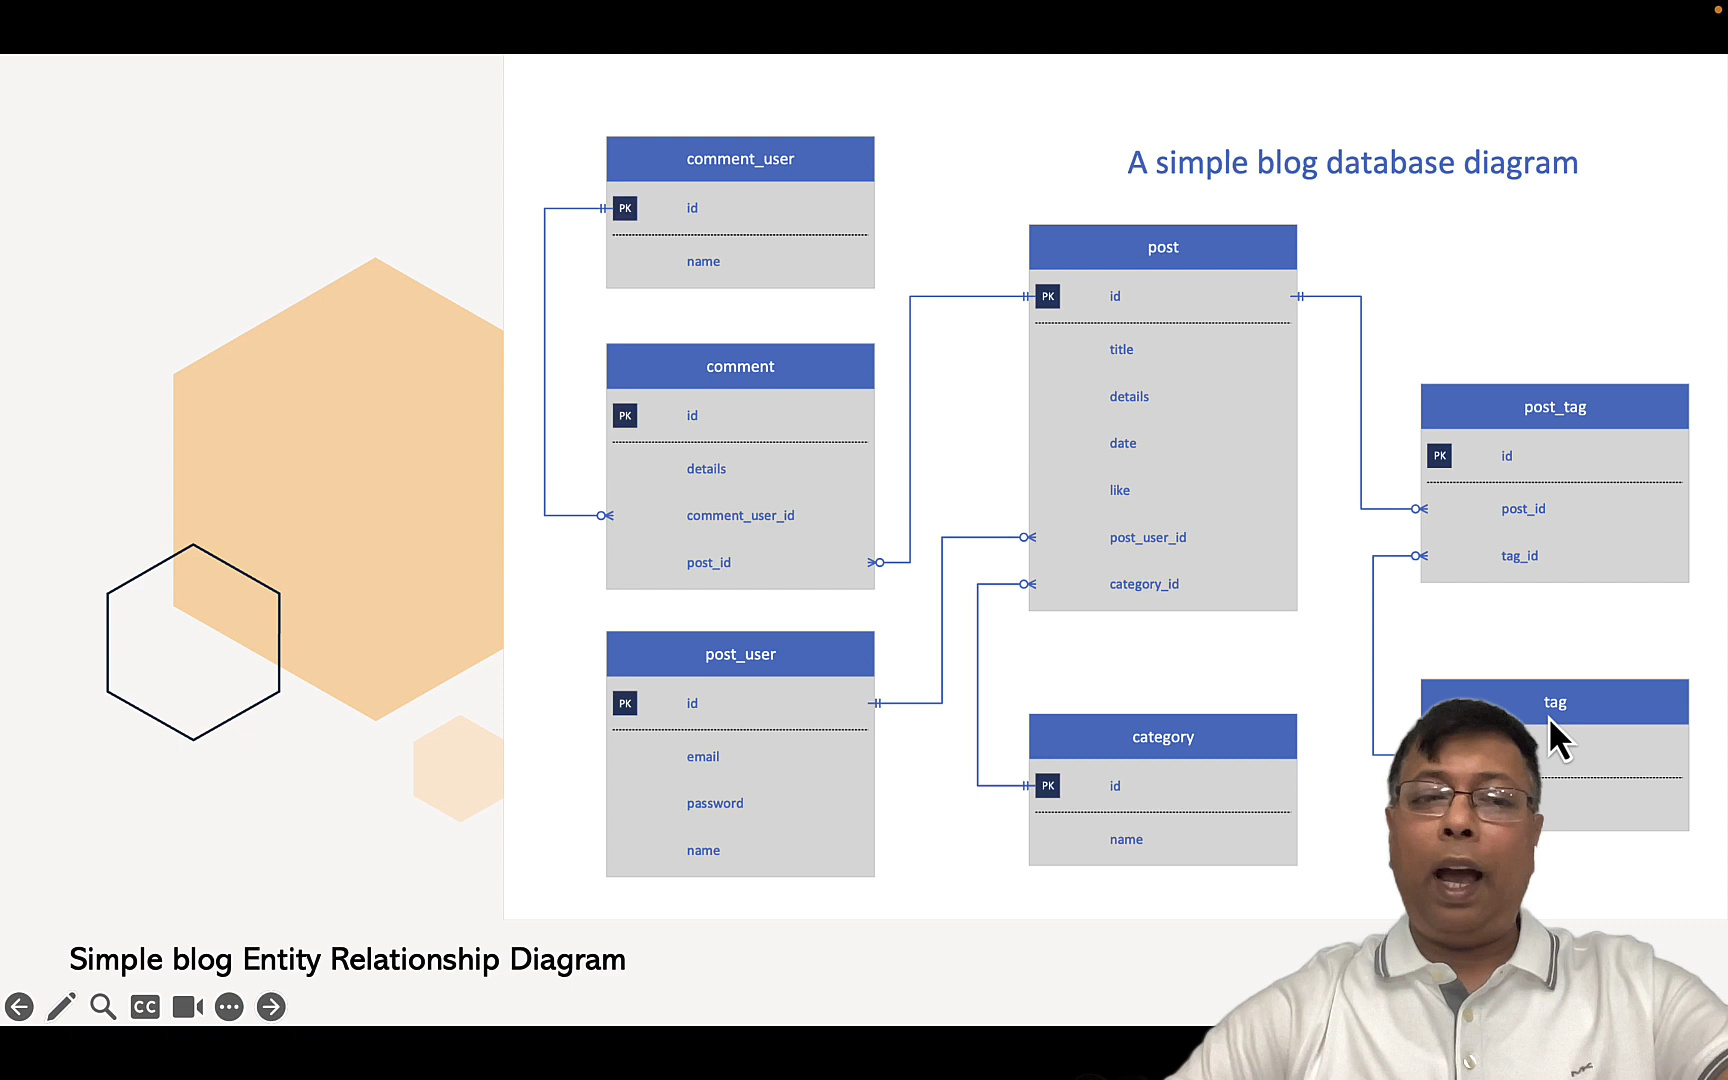 A simple blog database diagram
comment_user
PK id
name
comment
PK id
details
comment_user_id
post_id
post_user
PK id
email
password
name
post
PK id
title
details
date
like
post_user_id
category_id
category
PK id
name
post_tag
PK id
post_id
tag_id
tag
Simple blog Entity Relationship Diagram
CC